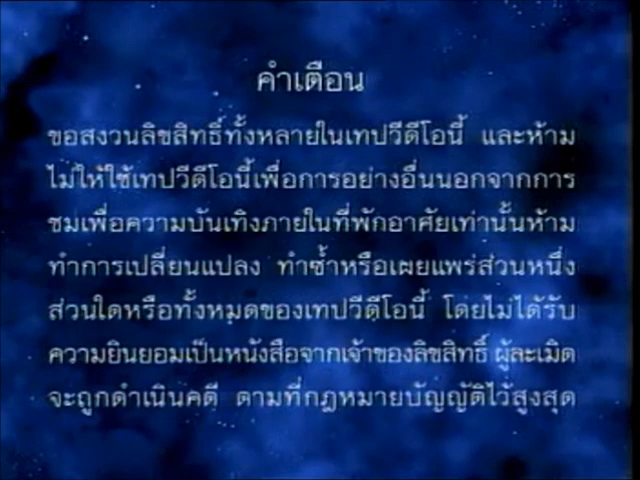 คำเตือน
ขอสงวนลิขสิทธิ์ทั้งหลายในเทปวีดีโอนี้ และห้าม
ไม่ให้ใช้เทปวีดีโอนี้เพื่อการอย่างอื่นนอกจากการ
ชมเพื่อความบันเทิงภายในที่พักอาศัยเท่านั้นห้าม
ทำการเปลี่ยนแปลง ทำซ้ำหรือเผยแพร่ส่วนหนึ่ง
ส่วนใดหรือทั้งหมดของเทปวีดีโอนี้ โดยไม่ได้รับ
ความยินยอมเป็นหนังสือจากเจ้าของลิขสิทธิ์ ผู้ละเมิด
จะถูกดำเนินคดี ตามที่กฎหมายบัญญัติไว้สูงสุด